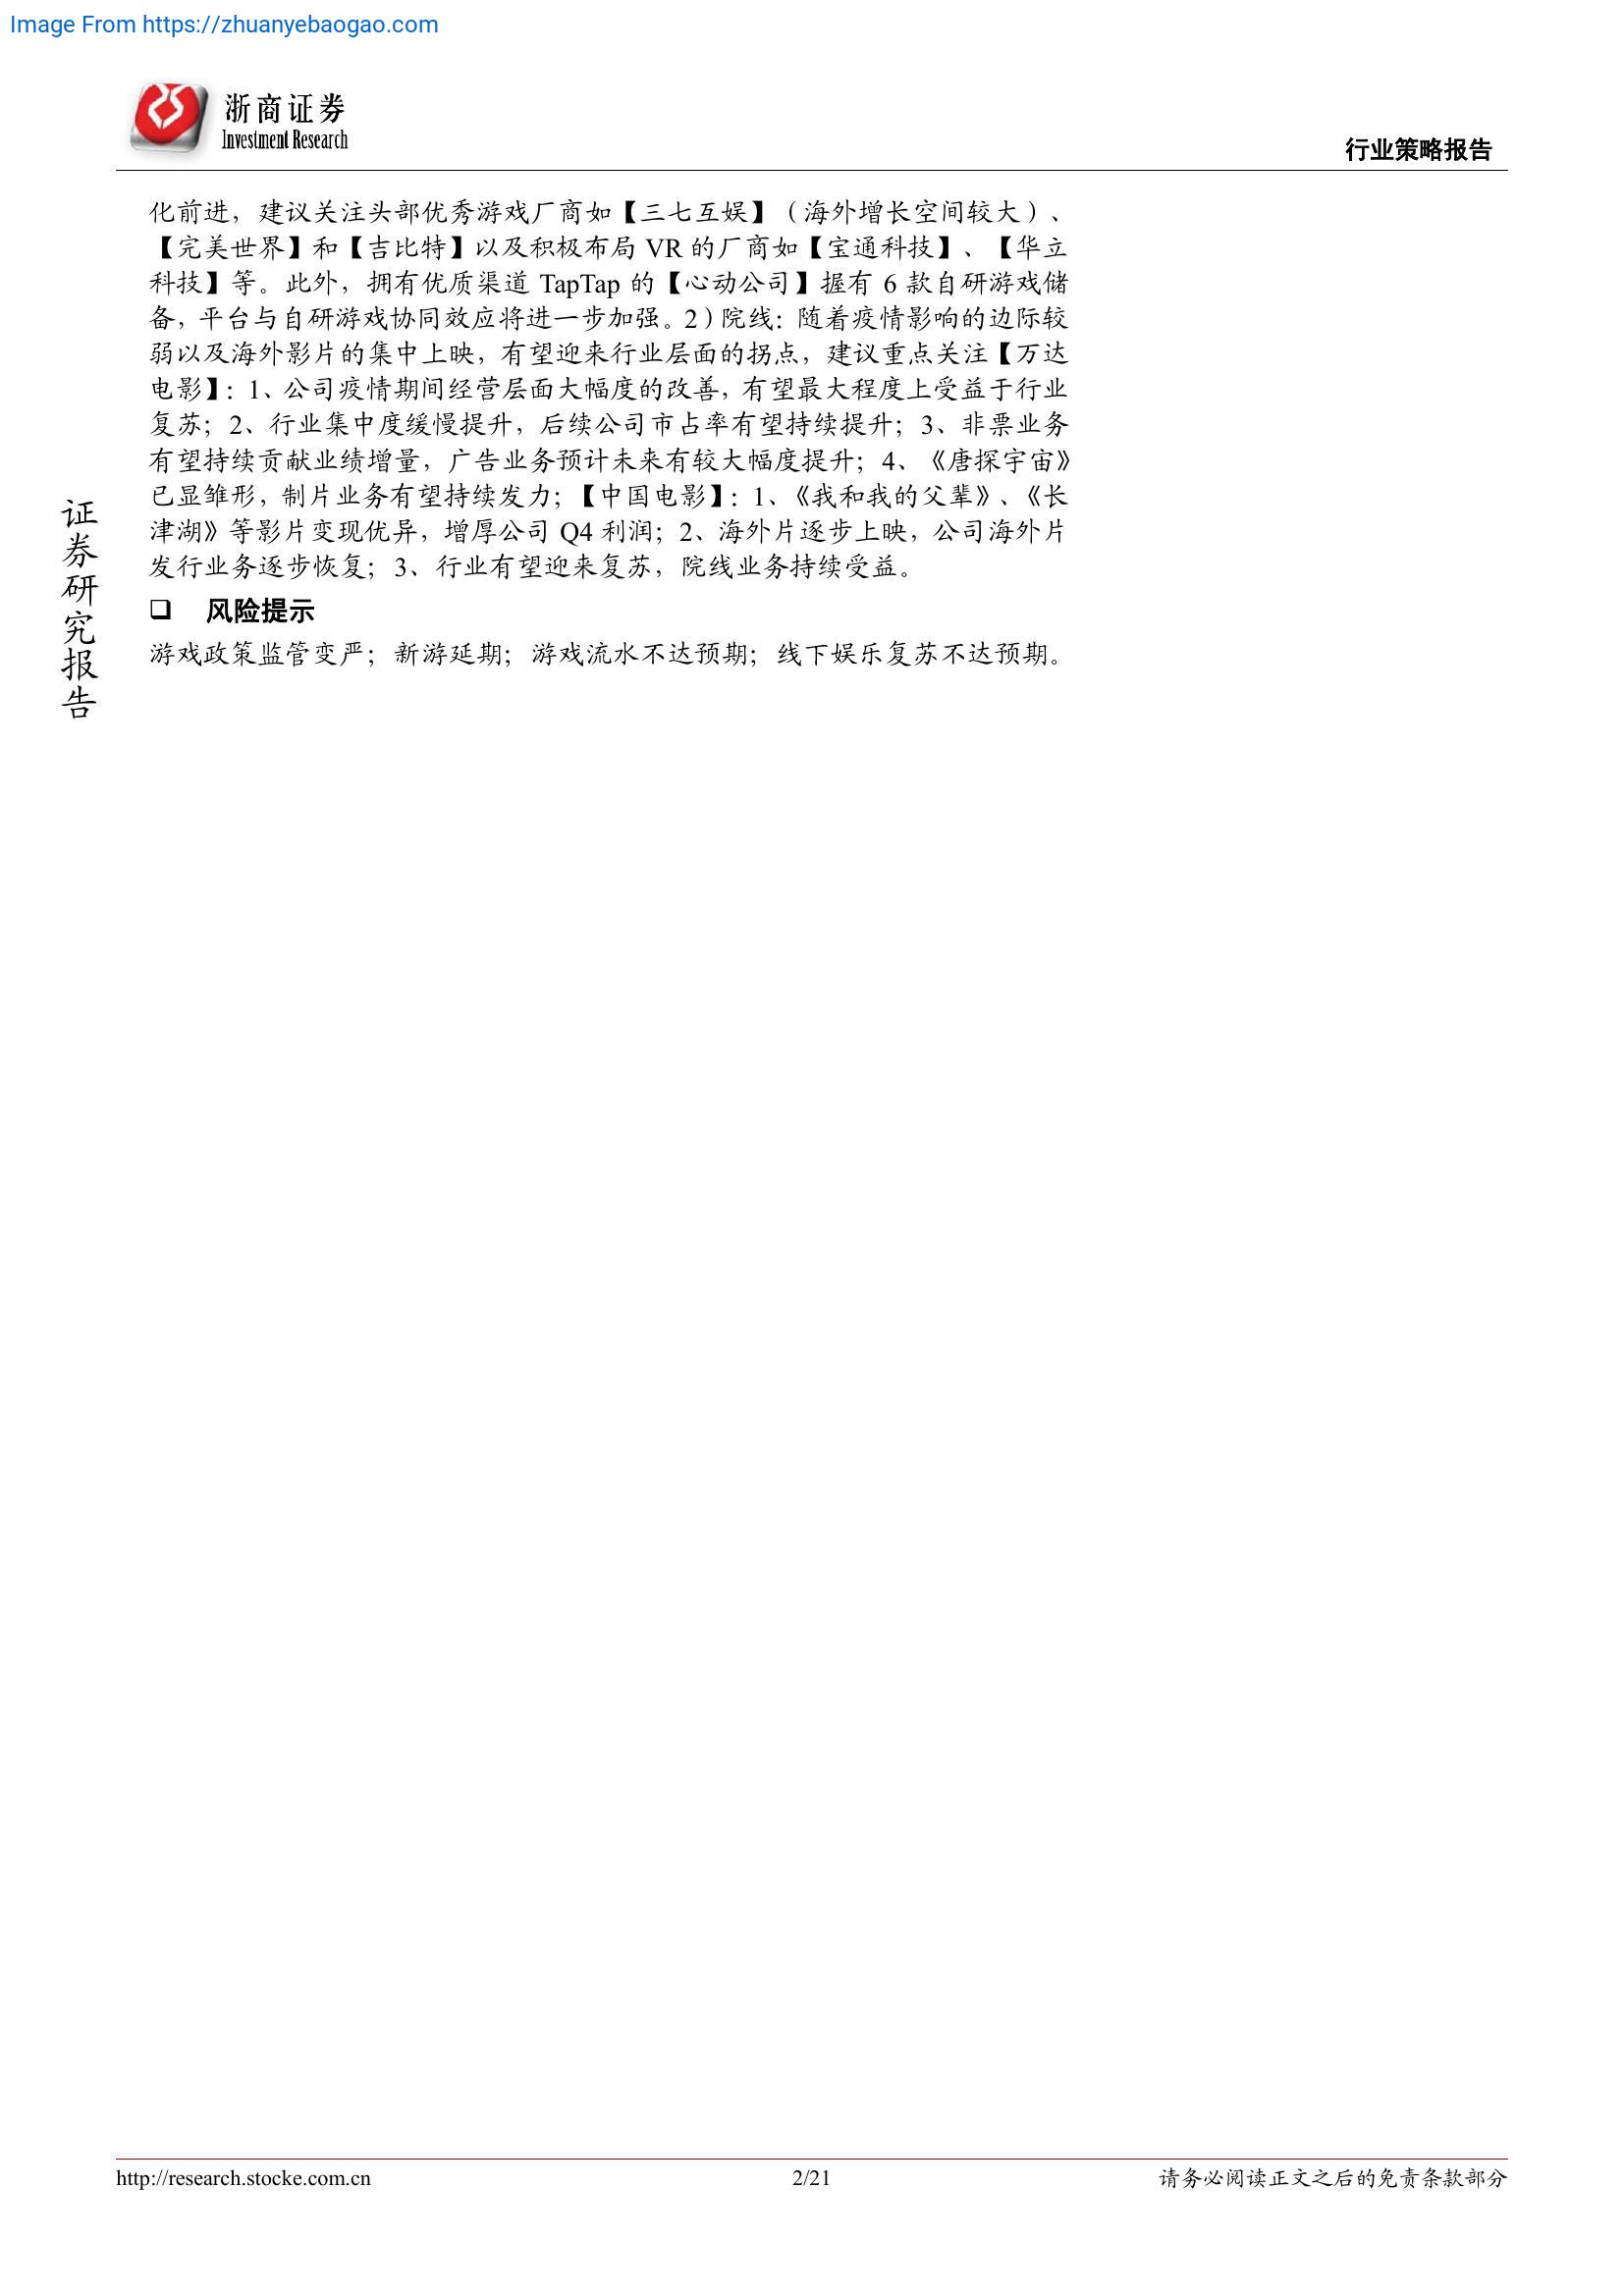 Image From https://zhuanyebaogao.com
浙商证券
Investment Research
行业策略报告
化前进，建议关注头部优秀游戏厂商如【三七互娱】（海外增长空间较大）、
【完美世界】和【吉比特】以及积极布局 VR 的厂商如【宝通科技】、【华立
科技】等。此外，拥有优质渠道 TapTap 的【心动公司】握有 6 款自研游戏储
备，平台与自研游戏协同效应将进一步加强。2）院线：随着疫情影响的边际较
弱以及海外影片的集中上映，有望迎来行业层面的拐点，建议重点关注【万达
电影】：1、公司疫情期间经营层面大幅度的改善，有望最大程度上受益于行业
复苏；2、行业集中度缓慢提升，后续公司市占率有望持续提升；3、非票业务
有望持续贡献业绩增量，广告业务预计未来有较大幅度提升；4、《唐探宇宙》
已显雏形，制片业务有望持续发力；【中国电影】：1、《我和我的父辈》、《长
津湖》等影片变现优异，增厚公司 Q4 利润；2、海外片逐步上映，公司海外片
发行业务逐步恢复；3、行业有望迎来复苏，院线业务持续受益。
❑ 风险提示
游戏政策监管变严；新游延期；游戏流水不达预期；线下娱乐复苏不达预期。
证券研究报告
http://research.stocke.com.cn
2/21
请务必阅读正文之后的免责条款部分